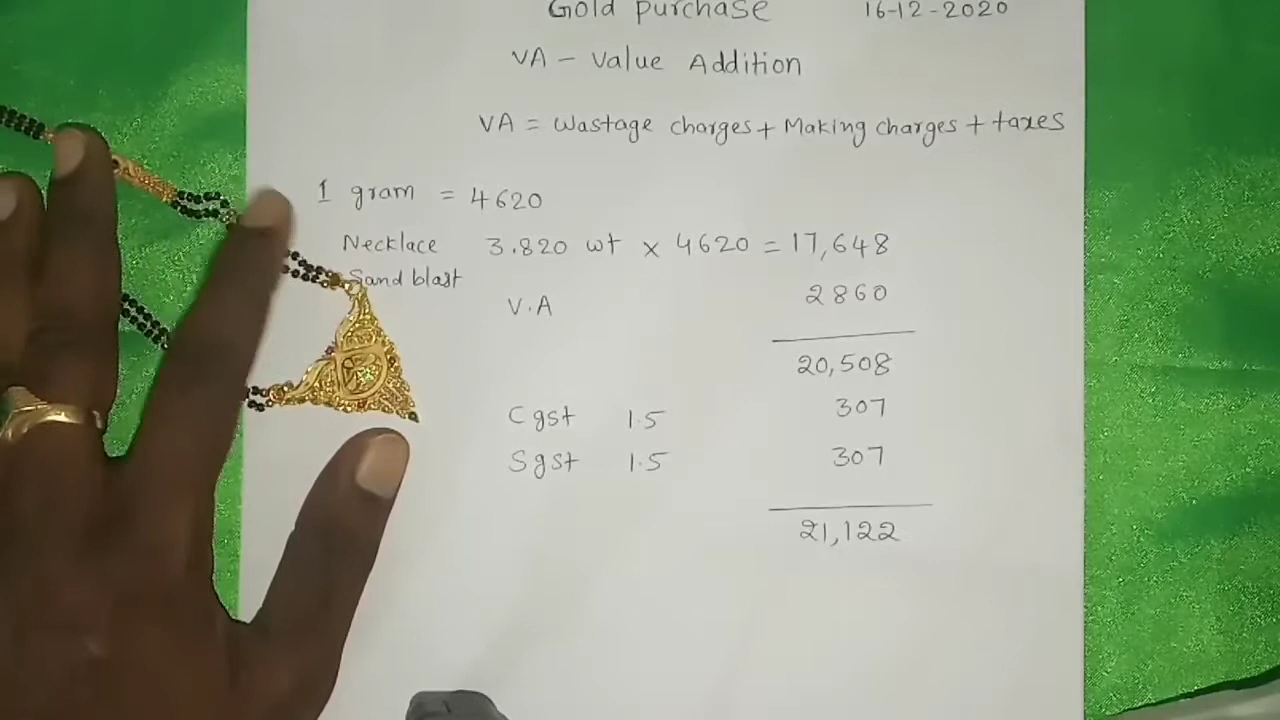 Gold purchase 16-12-2020
VA - Value Addition
VA = Wastage charges + Making charges + taxes
1 gram = 4620
Necklace 3.820 wt x 4620 = 17,648
Sand blast
V.A 2860
20,508
Cgst 1.5 307
Sgst 1.5 307
21,122